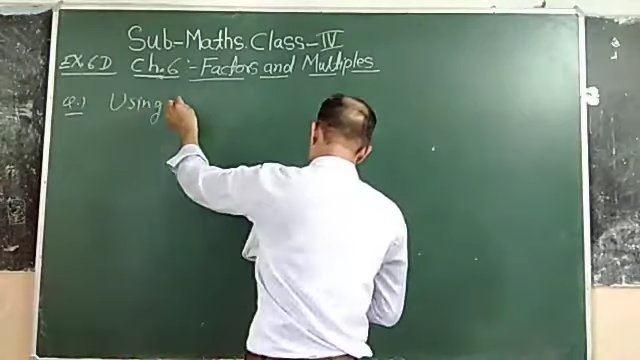 Sub-Maths. Class-IV
EX.6D Ch.6:- Factors and Multiples
Q.1 Using